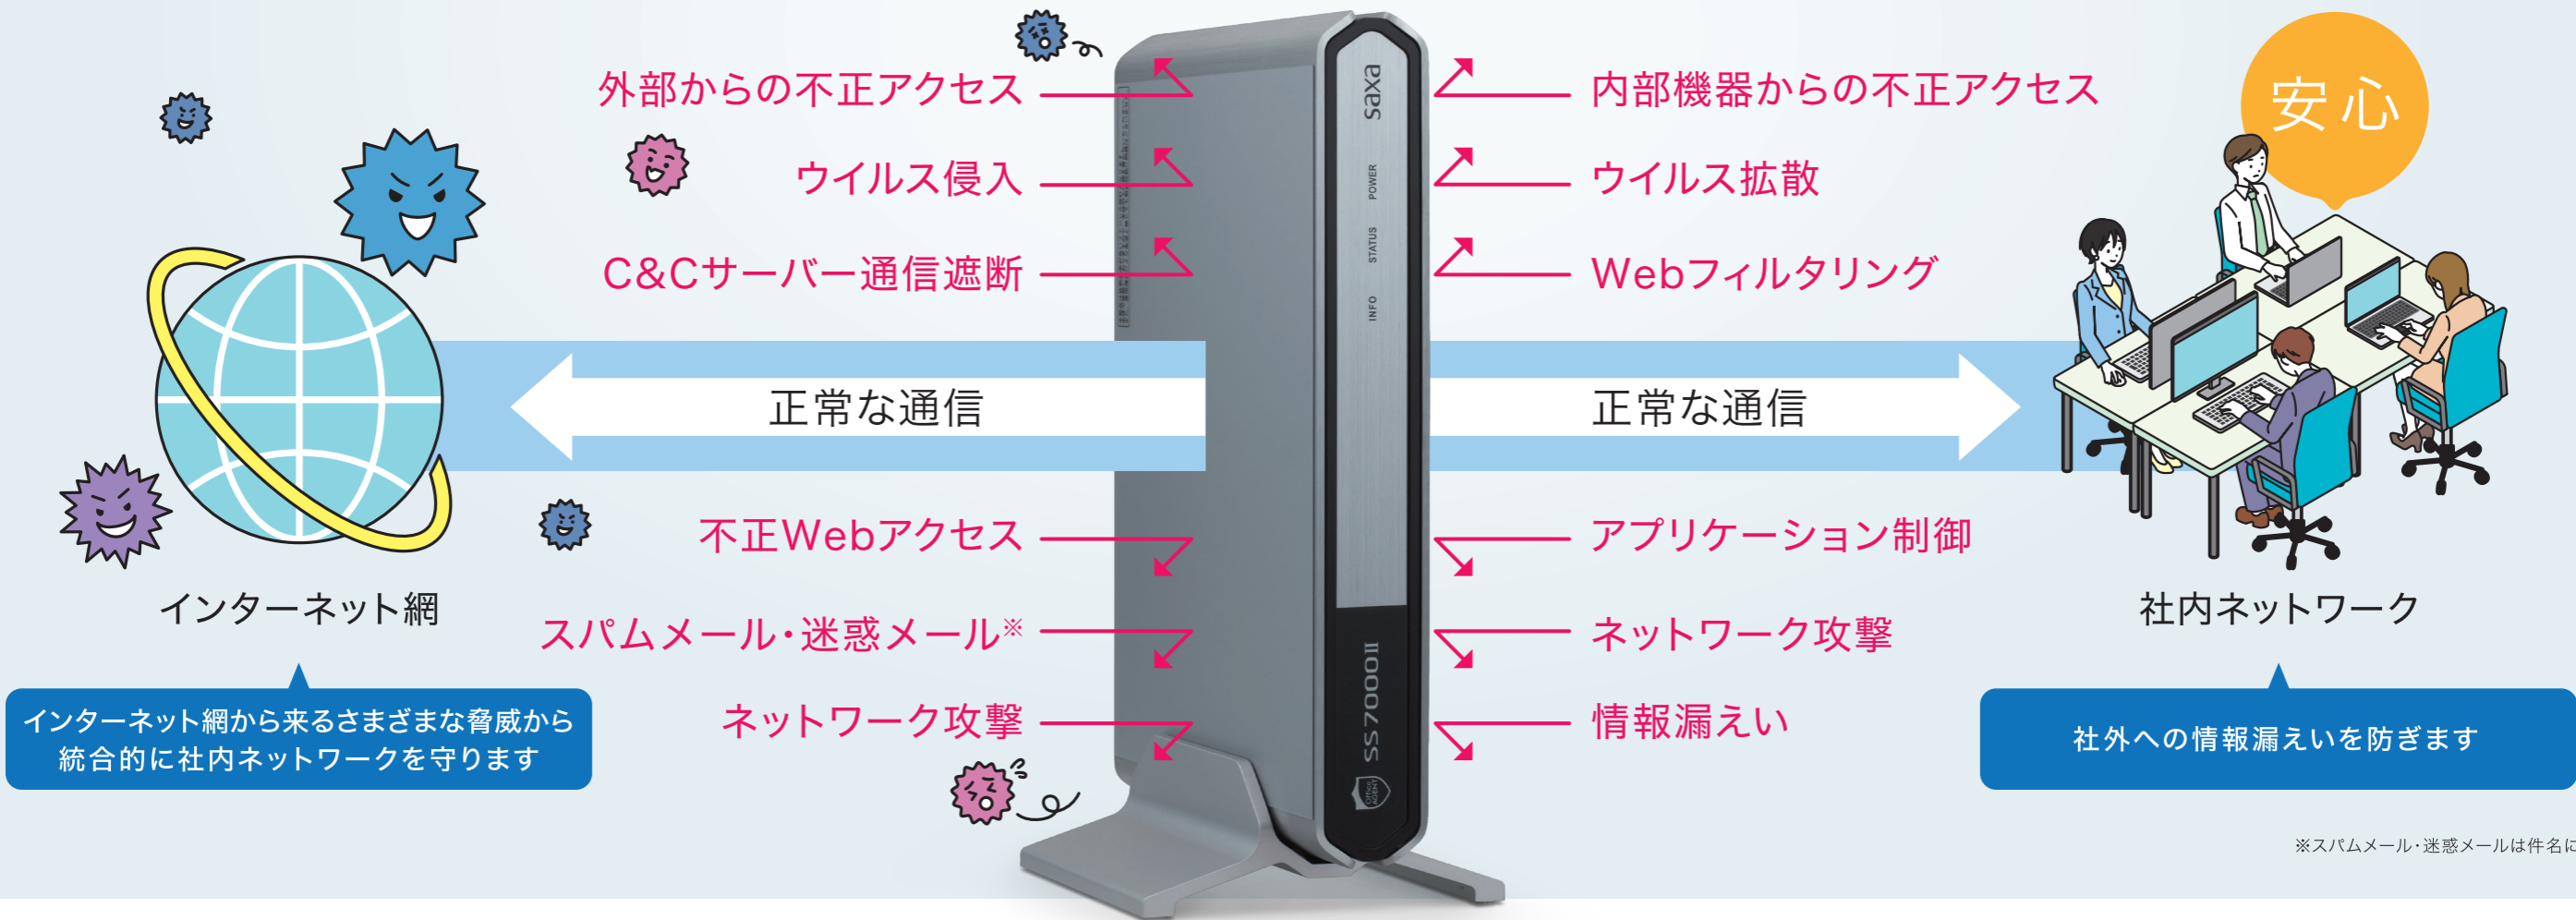 安心
外部からの不正アクセス
ウイルス侵入
C&Cサーバー通信遮断
正常な通信
不正Webアクセス
スパムメール・迷惑メール※
ネットワーク攻撃
インターネット網
インターネット網から来るさまざまな脅威から
統合的に社内ネットワークを守ります
saxa
POWER
STATUS
INFO
SS7000II
Office
AGENT
内部機器からの不正アクセス
ウイルス拡散
Webフィルタリング
正常な通信
アプリケーション制御
ネットワーク攻撃
情報漏えい
社内ネットワーク
社外への情報漏えいを防ぎます
※スパムメール・迷惑メールは件名に